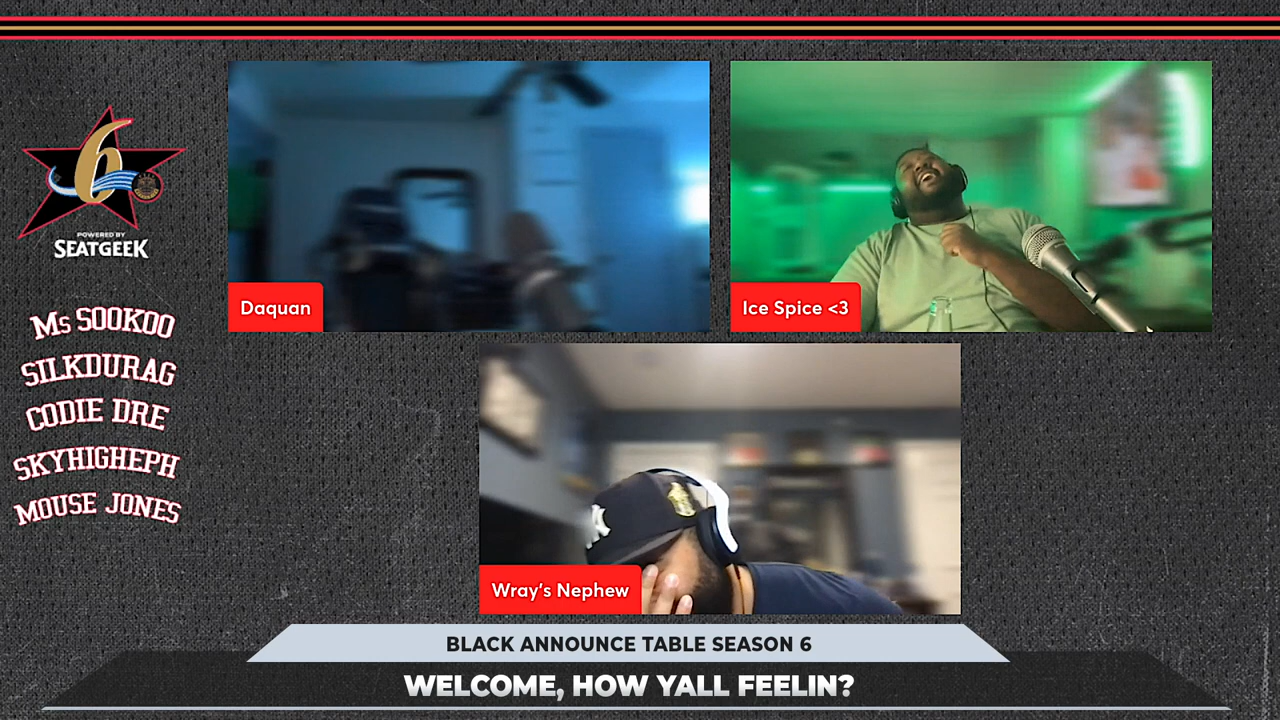 6
POWERED BY
SEATGEEK
Ms SOOKOO
SILKDURAG
CODIE DRE
SKYHIGHEPH
MOUSE JONES
Daquan
Ice Spice <3
Wray's Nephew
BLACK ANNOUNCE TABLE SEASON 6
WELCOME, HOW YALL FEELIN?